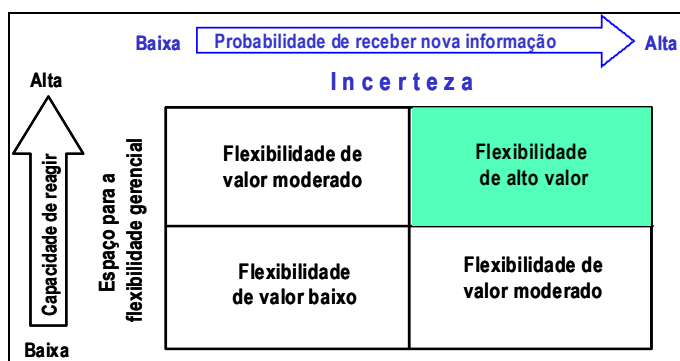 Baixa
Probabilidade de receber nova informação
Alta
Incerteza
Alta
Capacidade de reagir
Baixa
Espaço para a
flexibilidade gerencial
Flexibilidade de
valor moderado
Flexibilidade
de alto valor
Flexibilidade
de valor baixo
Flexibilidade de
valor moderado